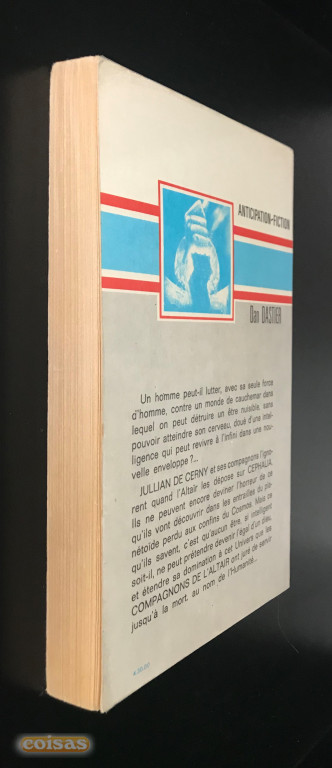 ANTICIPATION-FICTION
Dan DASTIER
Un homme peut-il lutter, avec sa seule force
d'homme, contre un monde de cauchemar dans
lequel on peut détruire un être nuisible, sans
pouvoir atteindre son cerveau, doué d'une intel-
ligence qui peut revivre à l'infini dans une nou-
velle enveloppe ?...
JULLIAN DE CERNY et ses compagnons l'igno-
rent quand l'Altaïr les dépose sur CEPHALIA.
Ils ne peuvent encore deviner l'horreur de ce
qu'ils vont découvrir dans les entrailles du pla-
nétoïde perdu aux confins du Cosmos. Mais ce
qu'ils savent, c'est qu'aucun être, si intelligent
soit-il, ne peut prétendre devenir l'égal d'un dieu,
et étendre sa domination à cet Univers que les
COMPAGNONS DE L'ALTAIR ont juré de servir
jusqu'à la mort, au nom de l'Humanité...
coisas